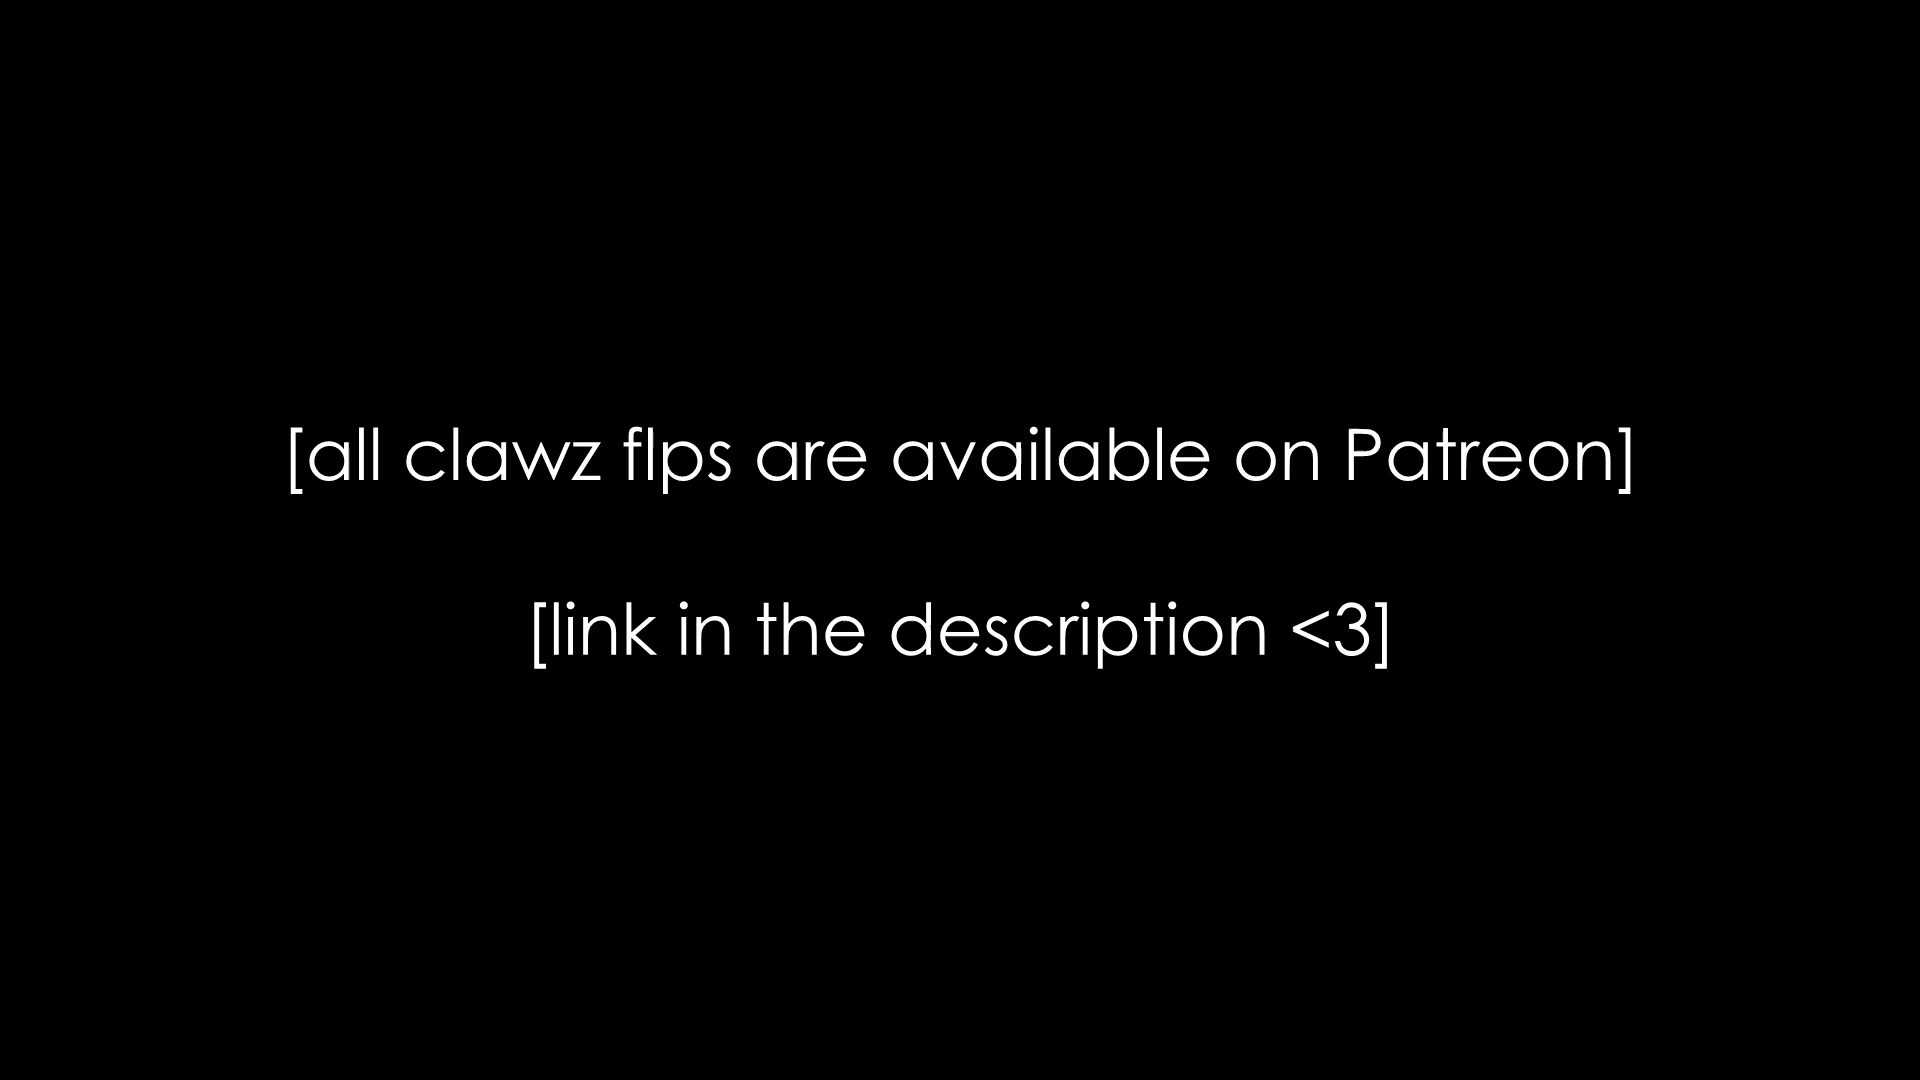 [all clawz flps are available on Patreon]
[link in the description <3]